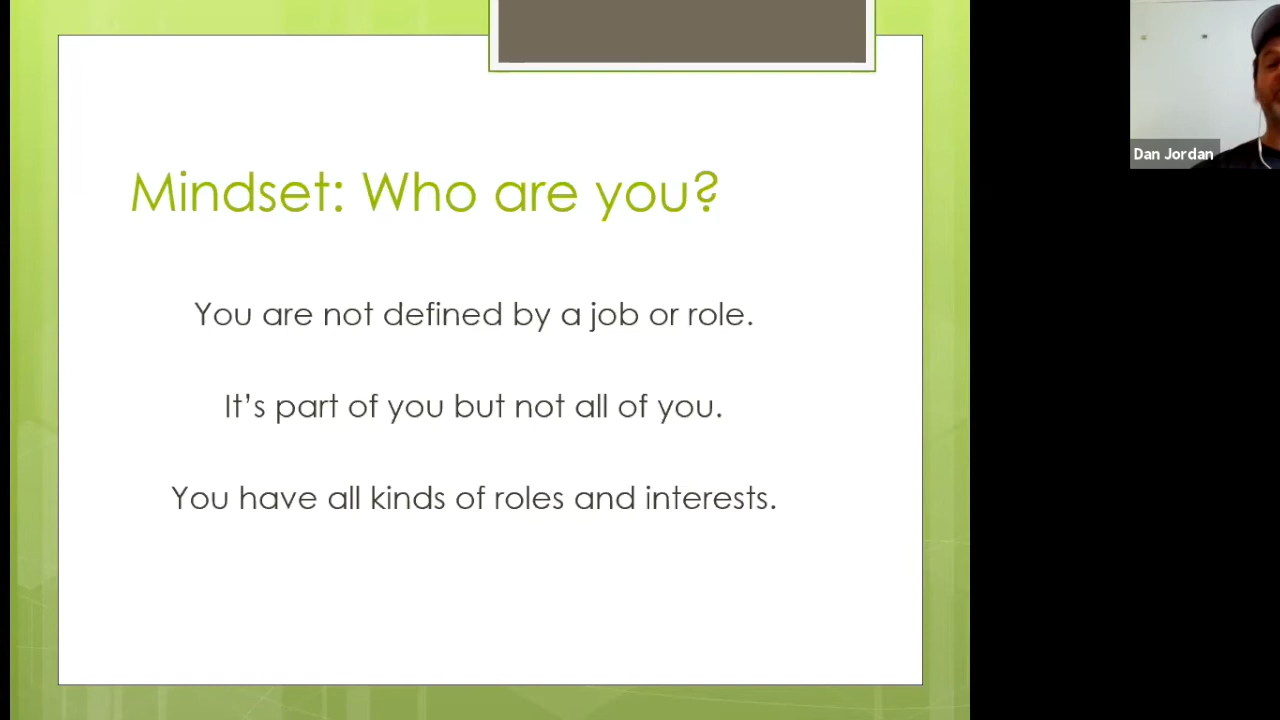 Mindset: Who are you?
You are not defined by a job or role.
It’s part of you but not all of you.
You have all kinds of roles and interests.
Dan Jordan